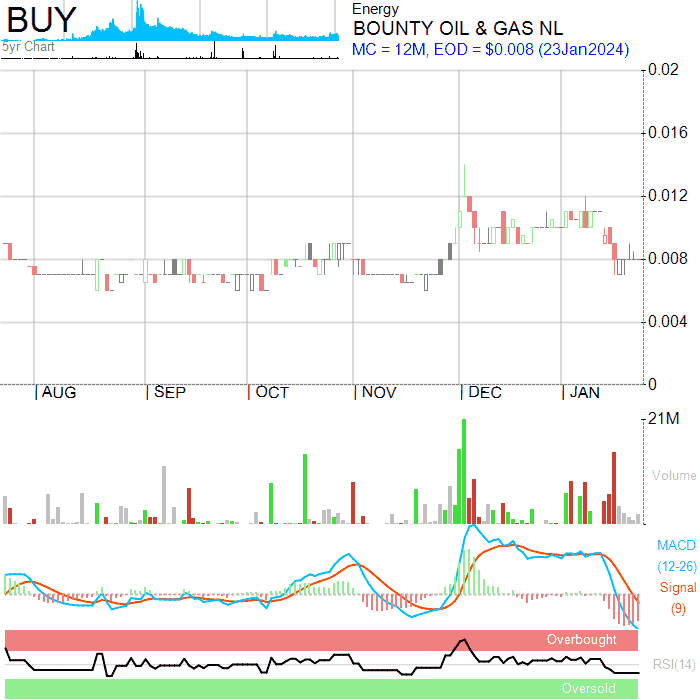 BUY
5yr Chart
Energy
BOUNTY OIL & GAS NL
MC = 12M, EOD = $0.008 (23Jan2024)
0.02
0.016
0.012
0.008
0.004
0
AUG SEP OCT NOV DEC JAN
21M
Volume
MACD
(12-26)
Signal
(9)
Overbought
RSI(14)
Oversold